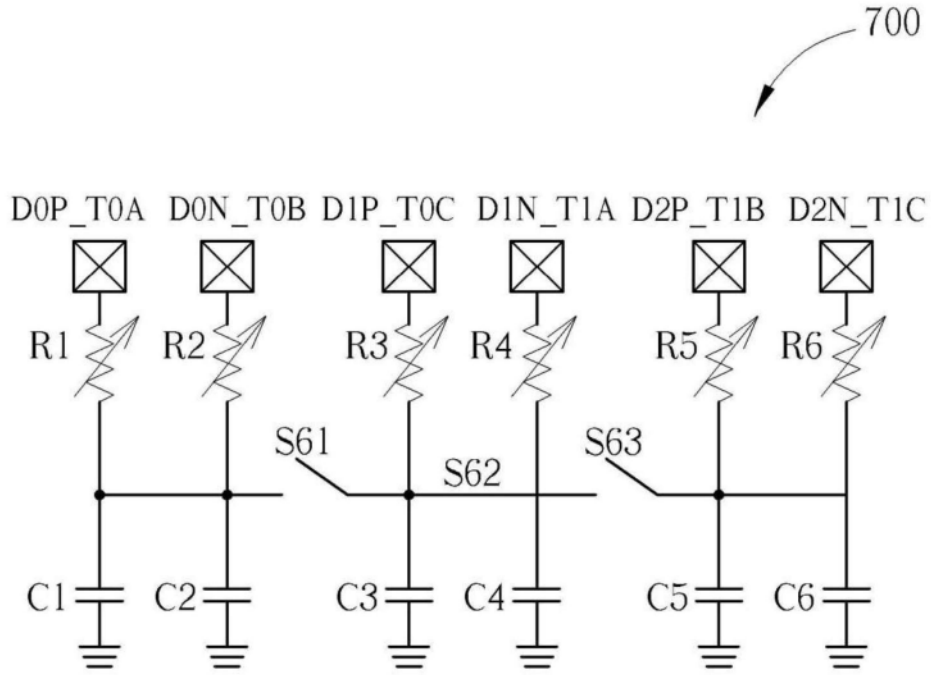 700
D0P_T0A D0N_T0B D1P_T0C D1N_T1A D2P_T1B D2N_T1C
R1 R2 R3 R4 R5 R6
S61 S62 S63
C1 C2 C3 C4 C5 C6